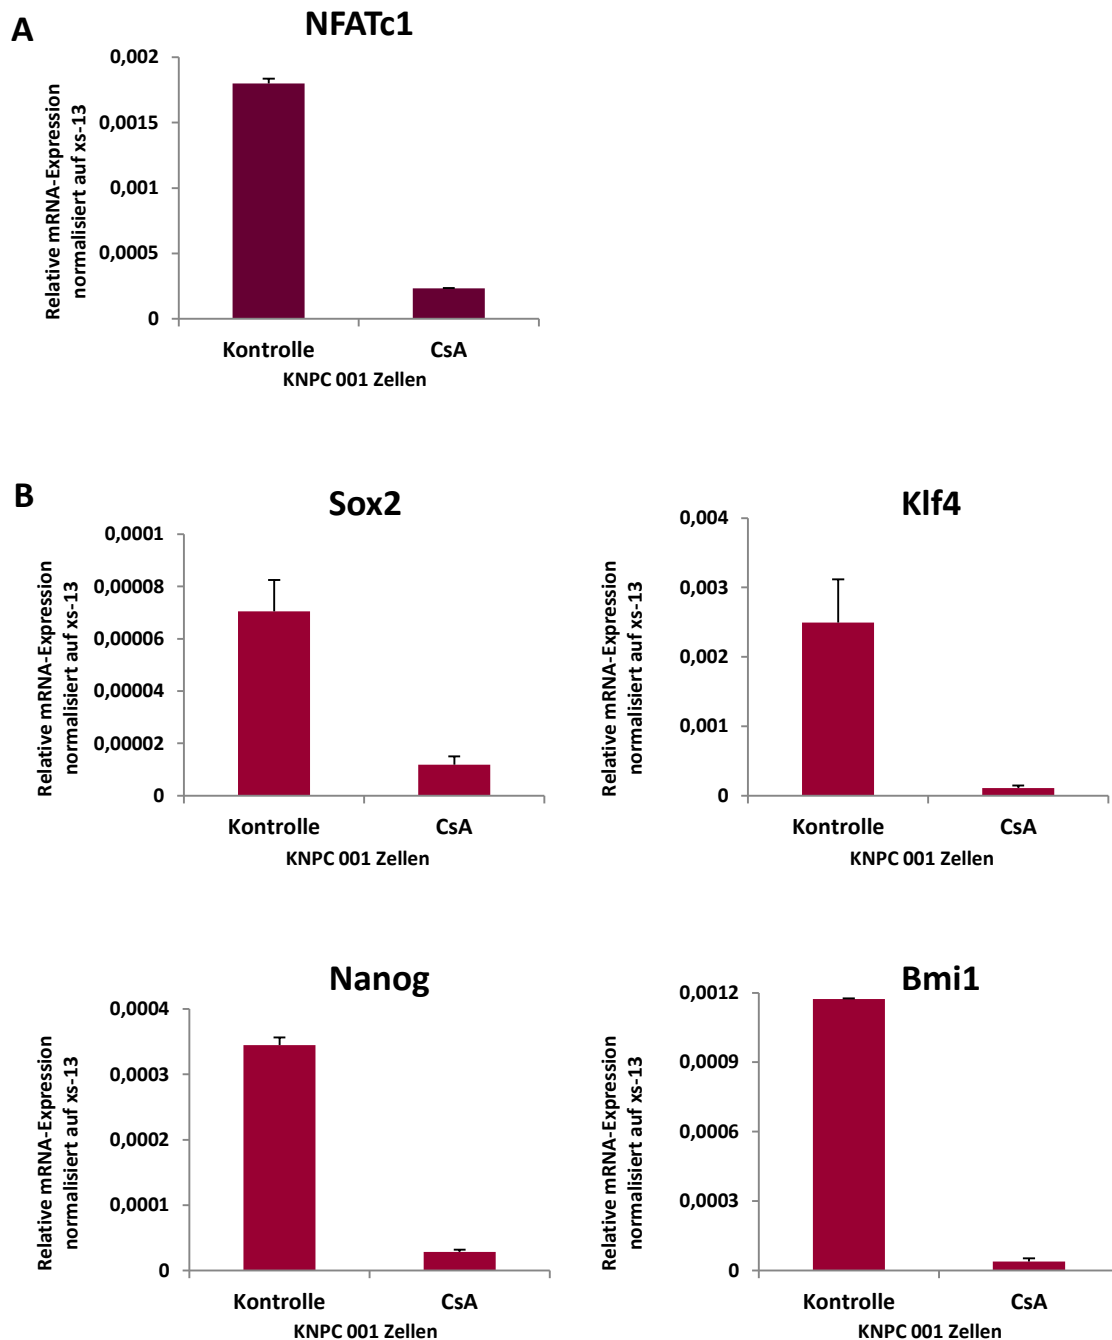 A
NFATc1
Relative mRNA-Expression
normalisiert auf xs-13
0,002
0,0015
0,001
0,0005
0
Kontrolle CsA
KNPC 001 Zellen
B
Sox2
Relative mRNA-Expression
normalisiert auf xs-13
0,0001
0,00008
0,00006
0,00004
0,00002
0
Kontrolle CsA
KNPC 001 Zellen
Klf4
Relative mRNA-Expression
normalisiert auf xs-13
0,004
0,003
0,002
0,001
0
Kontrolle CsA
KNPC 001 Zellen
Nanog
Relative mRNA-Expression
normalisiert auf xs-13
0,0004
0,0003
0,0002
0,0001
0
Kontrolle CsA
KNPC 001 Zellen
Bmi1
Relative mRNA-Expression
normalisiert auf xs-13
0,0012
0,0009
0,0006
0,0003
0
Kontrolle CsA
KNPC 001 Zellen